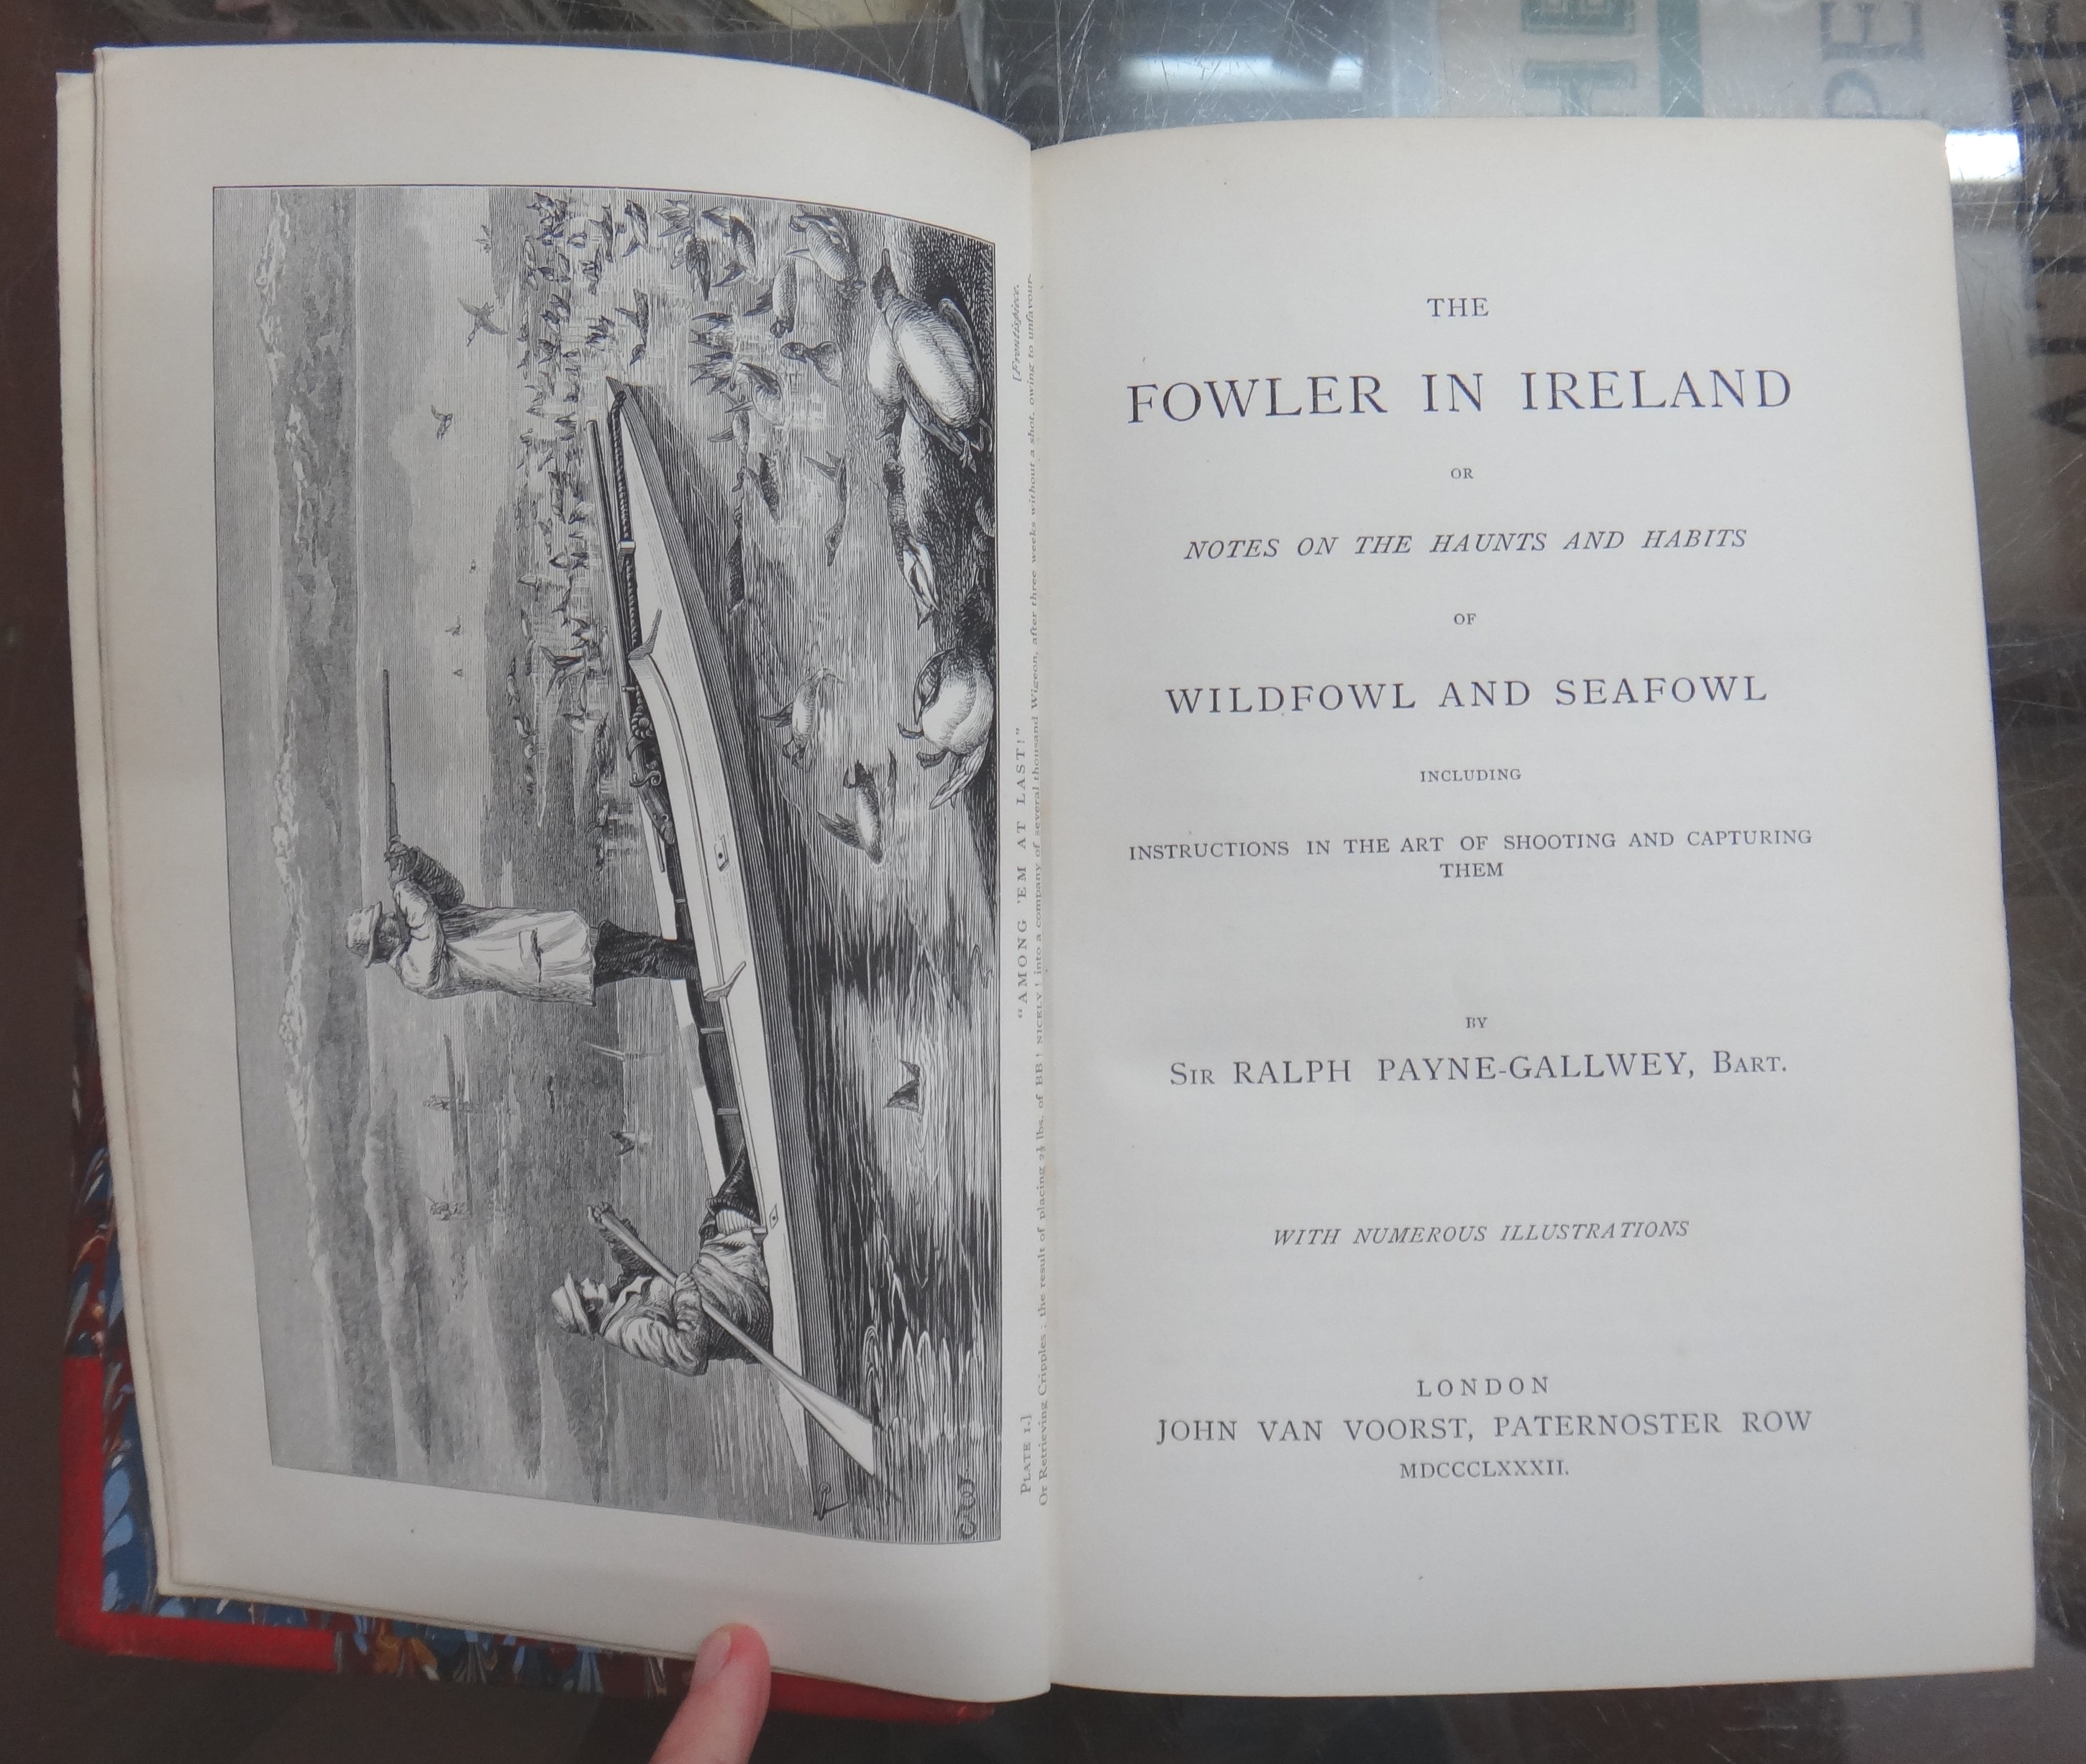 PLATE 1.]
"AMONG 'EM AT LAST!"
[Frontispiece.
Or Retrieving Cripples: the result of placing 2½ lbs. of BB! NICELY! into a company of several thousand Wigeon, after three weeks without a shot, owing to unfavour-
THE
FOWLER IN IRELAND
OR
NOTES ON THE HAUNTS AND HABITS
OF
WILDFOWL AND SEAFOWL
INCLUDING
INSTRUCTIONS IN THE ART OF SHOOTING AND CAPTURING
THEM
BY
SIR RALPH PAYNE-GALLWEY, BART.
WITH NUMEROUS ILLUSTRATIONS
LONDON
JOHN VAN VOORST, PATERNOSTER ROW
MDCCCLXXXII.